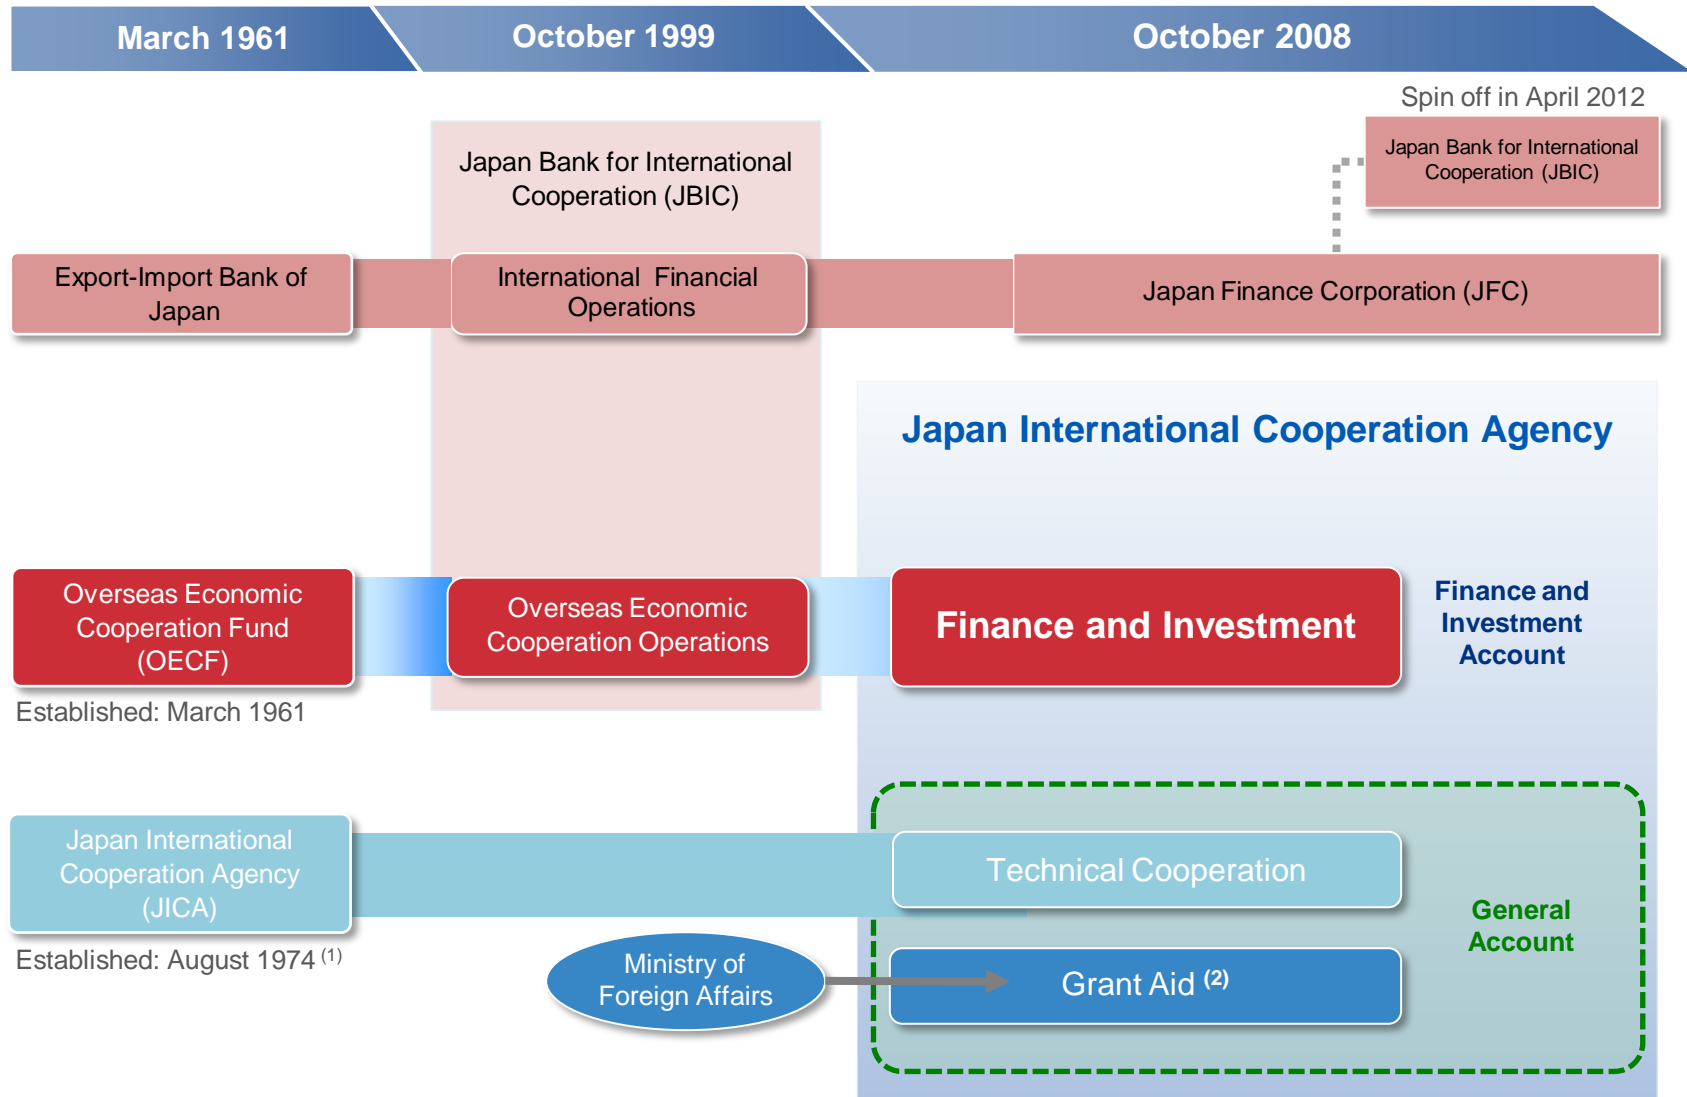 March 1961
October 1999
October 2008
Spin off in April 2012
Japan Bank for International
Cooperation (JBIC)
Japan Bank for International
Cooperation (JBIC)
Export-Import Bank of
Japan
International Financial
Operations
Japan Finance Corporation (JFC)
Japan International Cooperation Agency
Overseas Economic
Cooperation Fund
(OECF)
Overseas Economic
Cooperation Operations
Finance and Investment
Finance and
Investment
Account
Established: March 1961
Japan International
Cooperation Agency
(JICA)
Technical Cooperation
General
Account
Established: August 1974 (1)
Ministry of
Foreign Affairs
Grant Aid (2)